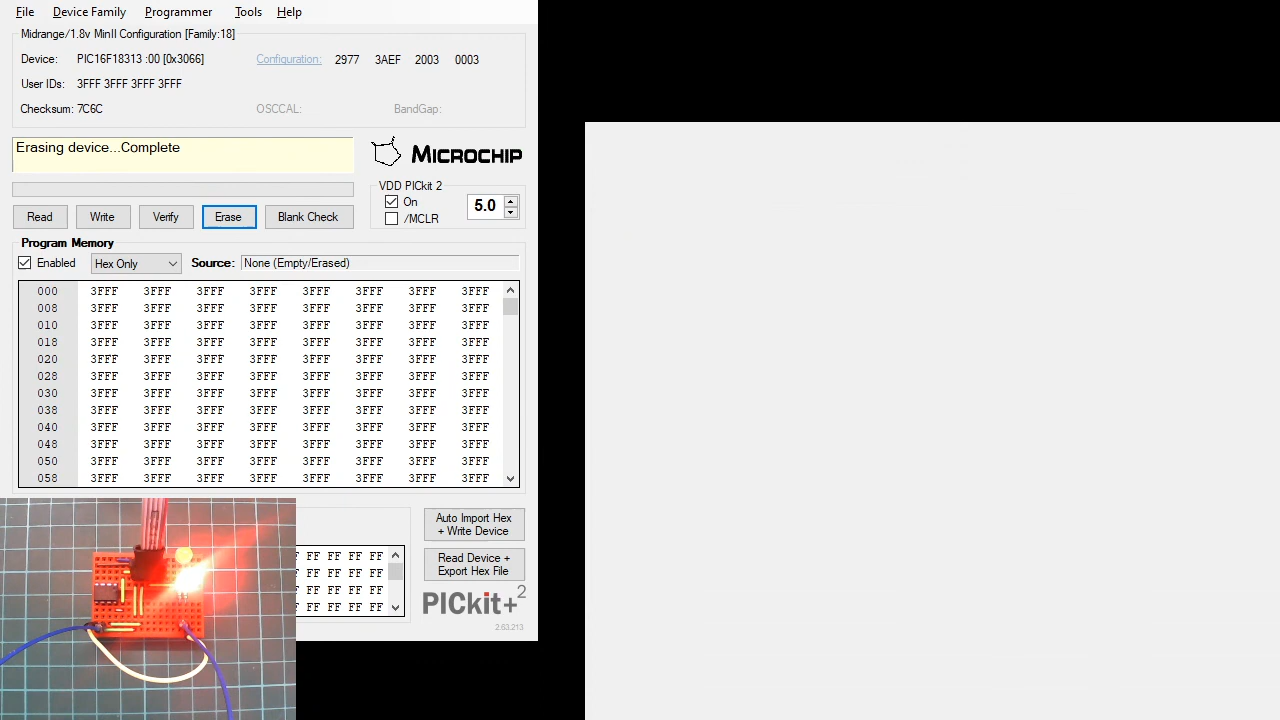 File Device Family Programmer Tools Help
Midrange/1.8v MinII Configuration [Family:18]
Device: PIC16F18313 :00 [0x3066] Configuration: 2977 3AEF 2003 0003
User IDs: 3FFF 3FFF 3FFF 3FFF
Checksum: 7C6C OSCCAL: BandGap:
Erasing device...Complete
MICROCHIP
VDD PICkit 2
On
/MCLR
5.0
Read Write Verify Erase Blank Check
Program Memory
Enabled Hex Only Source: None (Empty/Erased)
000 3FFF 3FFF 3FFF 3FFF 3FFF 3FFF 3FFF 3FFF
008 3FFF 3FFF 3FFF 3FFF 3FFF 3FFF 3FFF 3FFF
010 3FFF 3FFF 3FFF 3FFF 3FFF 3FFF 3FFF 3FFF
018 3FFF 3FFF 3FFF 3FFF 3FFF 3FFF 3FFF 3FFF
020 3FFF 3FFF 3FFF 3FFF 3FFF 3FFF 3FFF 3FFF
028 3FFF 3FFF 3FFF 3FFF 3FFF 3FFF 3FFF 3FFF
030 3FFF 3FFF 3FFF 3FFF 3FFF 3FFF 3FFF 3FFF
038 3FFF 3FFF 3FFF 3FFF 3FFF 3FFF 3FFF 3FFF
040 3FFF 3FFF 3FFF 3FFF 3FFF 3FFF 3FFF 3FFF
048 3FFF 3FFF 3FFF 3FFF 3FFF 3FFF 3FFF 3FFF
050 3FFF 3FFF 3FFF 3FFF 3FFF 3FFF 3FFF 3FFF
058 3FFF 3FFF 3FFF 3FFF 3FFF 3FFF 3FFF 3FFF
FF FF FF FF
FF FF FF FF
FF FF FF FF
FF FF FF FF
Auto Import Hex
+ Write Device
Read Device +
Export Hex File
PICkit+2
2.63.213